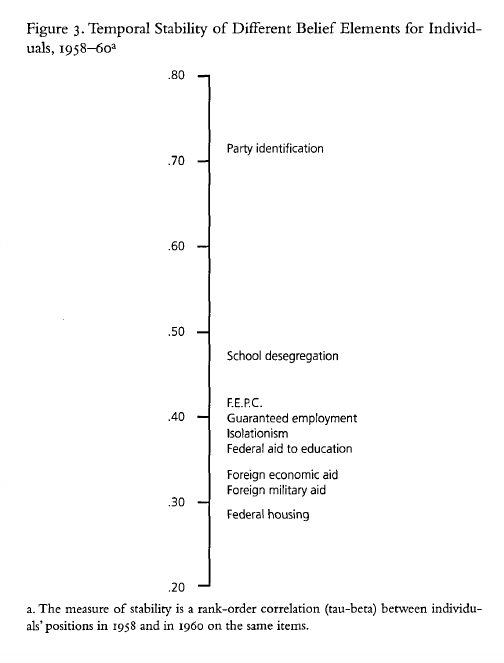 Figure 3. Temporal Stability of Different Belief Elements for Individ-
uals, 1958–60a
.80
Party identification
.70
.60
.50
School desegregation
F.E.P.C.
.40
Guaranteed employment
Isolationism
Federal aid to education
Foreign economic aid
Foreign military aid
.30
Federal housing
.20
a. The measure of stability is a rank-order correlation (tau-beta) between individu-
als' positions in 1958 and in 1960 on the same items.